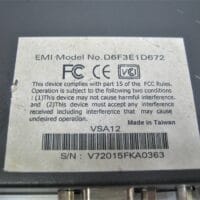 EMI Model No. D6F3E1D672
FC CE VCI
This device complies with part 15 of the FCC Rules.
Operation is subject to the following two conditions
: (1)This device may not cause harmful interference.
and (2)This device must accept any interference
received including interference that may cause
undesired operation.
Made in Taiwan
VSA12
S/N : V72015FKA0363